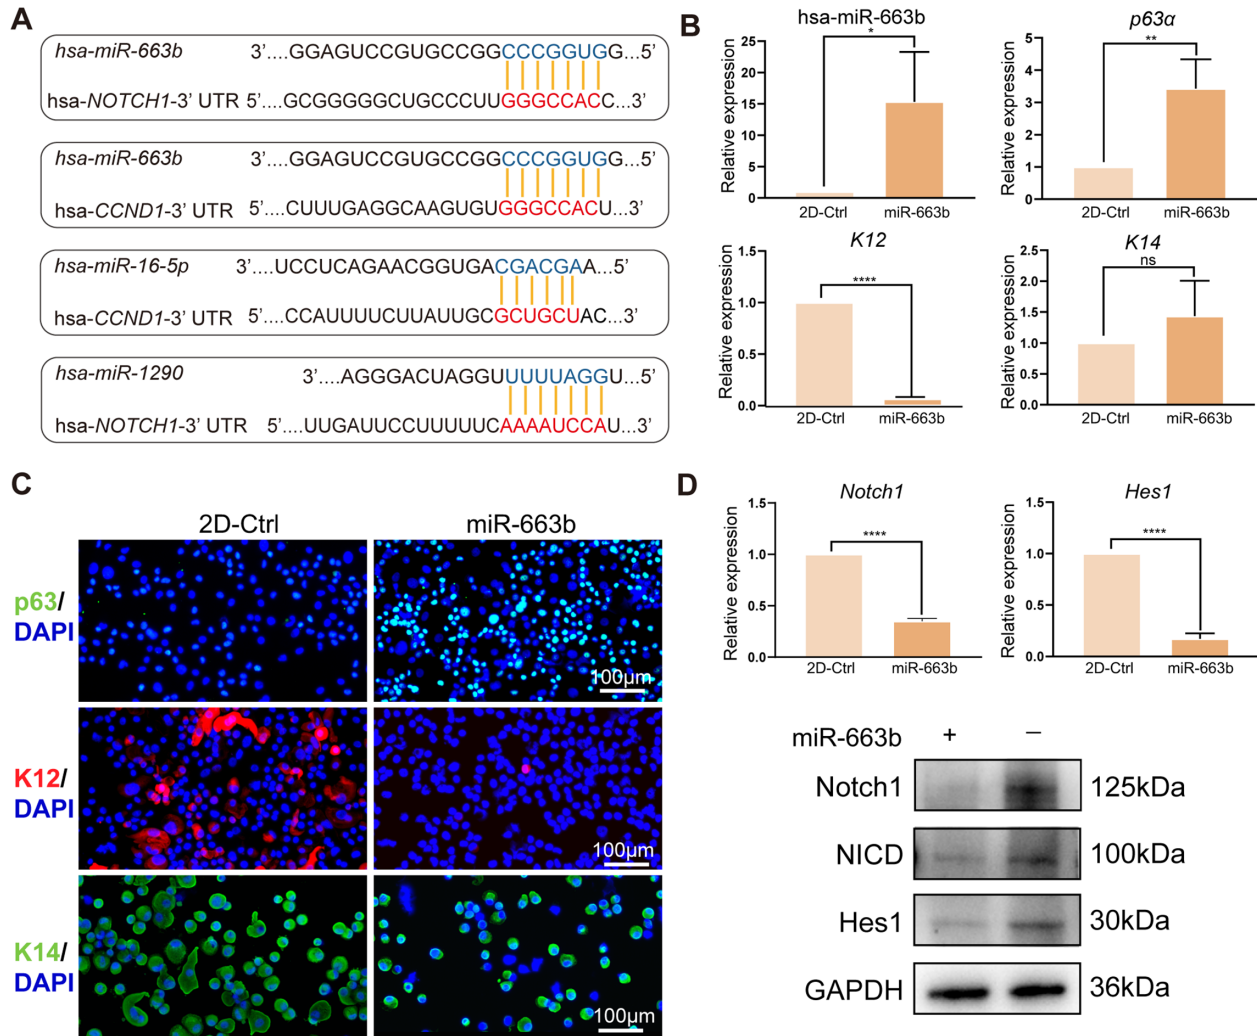 A
hsa-miR-663b 3’....GGAGUCCGUGCCGGCCCGGUGG...5’
hsa-NOTCH1-3’ UTR 5’....GCGGGGGCUGCCCUUGGGCCACC...3’
hsa-miR-663b 3’....GGAGUCCGUGCCGGCCCGGUGG...5’
hsa-CCND1-3’ UTR 5’....CUUUGAGGCAAGUGUGGGCCACU...3’
hsa-miR-16-5p 3’....UCCUCAGAACGGUGACGACGAA...5’
hsa-CCND1-3’ UTR 5’....CCAUUUUCUUAUUGCGCUGCUAC...3’
hsa-miR-1290 3’....AGGGACUAGGUUUUUAGGU...5’
hsa-NOTCH1-3’ UTR 5’....UUGAUUCCUUUUUCAAAAUCCAU...3’
B
hsa-miR-663b
*
Relative expression
25
20
15
10
5
0
2D-Ctrl miR-663b
p63α
**
Relative expression
5
4
3
2
1
0
2D-Ctrl miR-663b
K12
****
Relative expression
1.5
1.0
0.5
0.0
2D-Ctrl miR-663b
K14
ns
Relative expression
2.5
2.0
1.5
1.0
0.5
0.0
2D-Ctrl miR-663b
C
2D-Ctrl miR-663b
p63/
DAPI
100μm
K12/
DAPI
100μm
K14/
DAPI
100μm
D
Notch1
****
Relative expression
1.5
1.0
0.5
0.0
2D-Ctrl miR-663b
Hes1
****
Relative expression
1.5
1.0
0.5
0.0
2D-Ctrl miR-663b
miR-663b + −
Notch1 125kDa
NICD 100kDa
Hes1 30kDa
GAPDH 36kDa